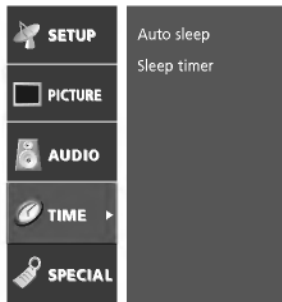 SETUP
PICTURE
AUDIO
TIME
SPECIAL
Auto sleep
Sleep timer